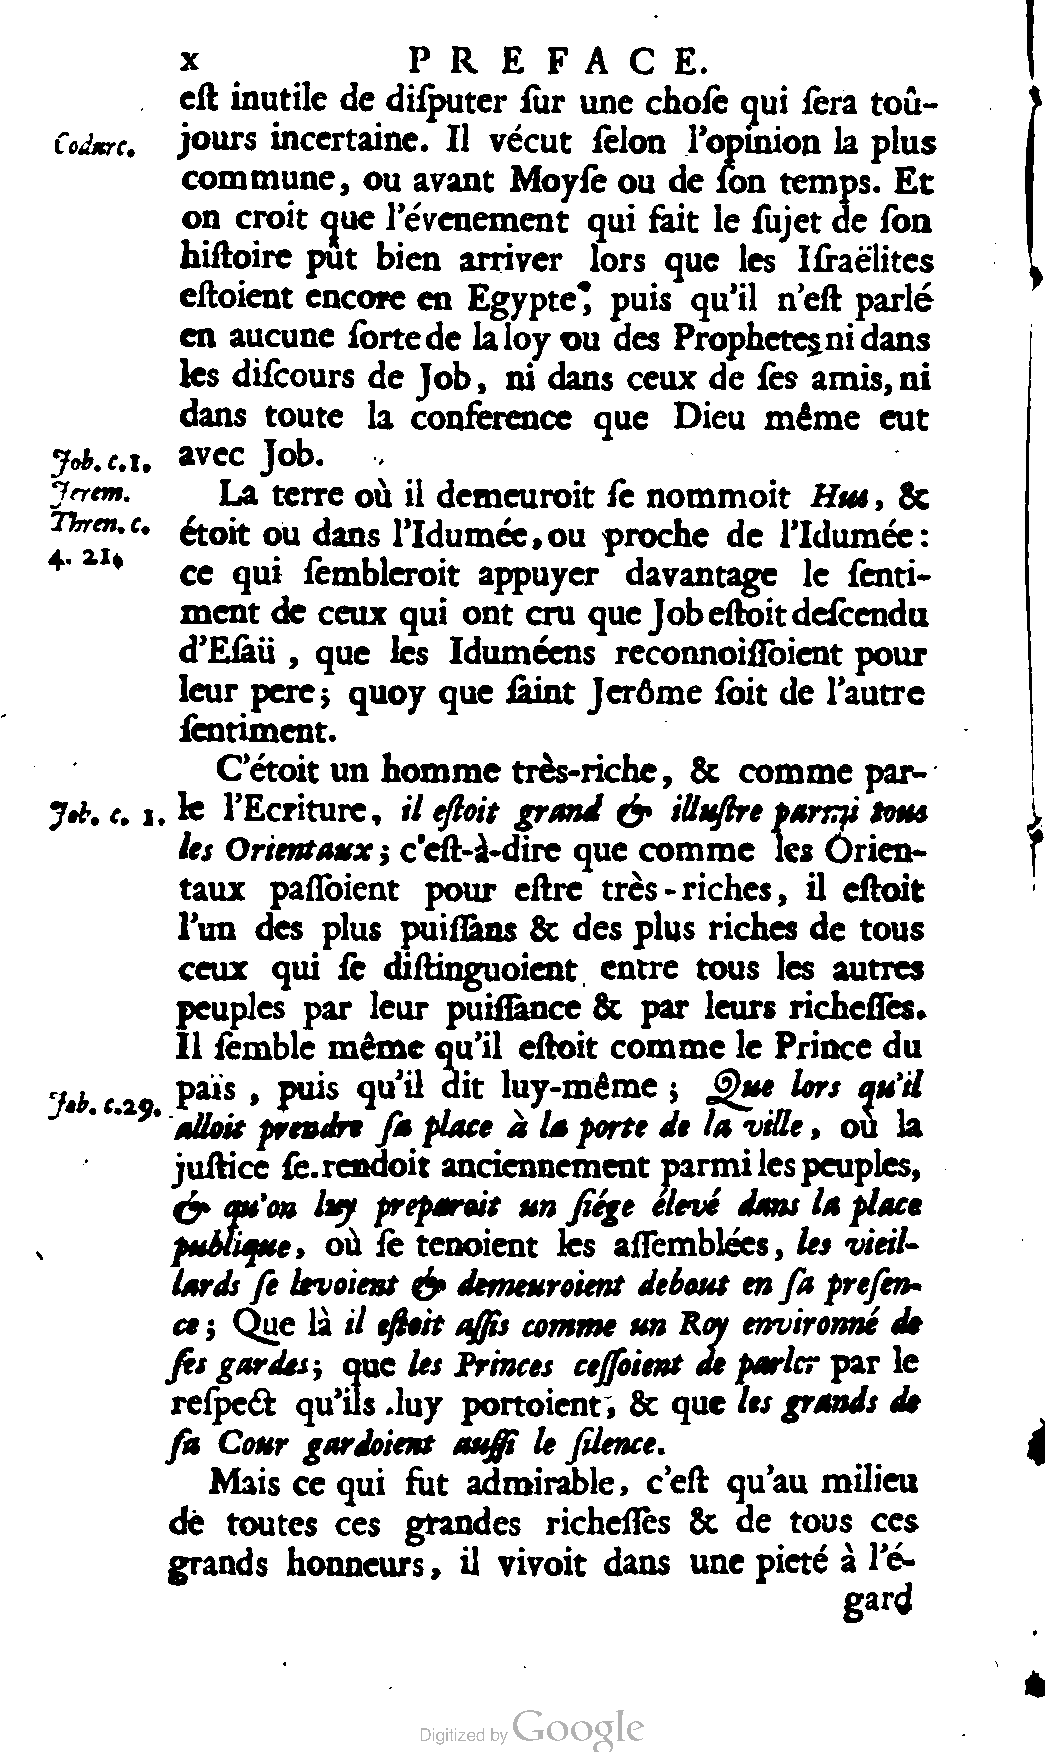 x PREFACE.
eſt inutile de diſputer ſur une choſe qui ſera toû-
Codurc. jours incertaine. Il vécut ſelon l'opinion la plus
commune, ou avant Moyſe ou de ſon temps. Et
on croit que l'évenement qui fait le ſujet de ſon
hiſtoire pût bien arriver lors que les Iſraëlites
eſtoient encore en Egypte; puis qu'il n'eſt parlé
en aucune ſorte de la loy ou des Prophetes ni dans
les diſcours de Job, ni dans ceux de ſes amis, ni
dans toute la conference que Dieu même eut
avec Job.
Job. c. 1.
Jerem.
Thren. c.
4. 21.
La terre où il demeuroit ſe nommoit Hus, &
étoit ou dans l'Idumée, ou proche de l'Idumée:
ce qui ſembleroit appuyer davantage le ſenti-
ment de ceux qui ont cru que Job eſtoit deſcendu
d'Eſaü, que les Iduméens reconnoiſſoient pour
leur pere; quoy que ſaint Jerôme ſoit de l'autre
ſentiment.
C'étoit un homme très-riche, & comme par-
Job. c. 1. le l'Ecriture, il eſtoit grand & illuſtre parmi tous
les Orientaux; c'eſt-à-dire que comme les Orien-
taux paſſoient pour eſtre très-riches, il eſtoit
l'un des plus puiſſans & des plus riches de tous
ceux qui ſe diſtinguoient entre tous les autres
peuples par leur puiſſance & par leurs richeſſes.
Il ſemble même qu'il eſtoit comme le Prince du
Job. c. 29. païs, puis qu'il dit luy-même; Que lors qu'il
alloit prendre ſa place à la porte de la ville, où la
juſtice ſe rendoit anciennement parmi les peuples,
& qu'on luy preparoit un ſiége élevé dans la place
publique, où ſe tenoient les aſſemblées, les vieil-
lards ſe levoient & demeuroient debout en ſa preſen-
ce; Que là il eſtoit aſſis comme un Roy environné de
ſes gardes; que les Princes ceſſoient de parler par le
reſpect qu'ils luy portoient; & que les grands de
ſa Cour gardoient auſſi le ſilence.
Mais ce qui fut admirable, c'eſt qu'au milieu
de toutes ces grandes richeſſes & de tous ces
grands honneurs, il vivoit dans une pieté à l'é-
gard
Digitized by Google